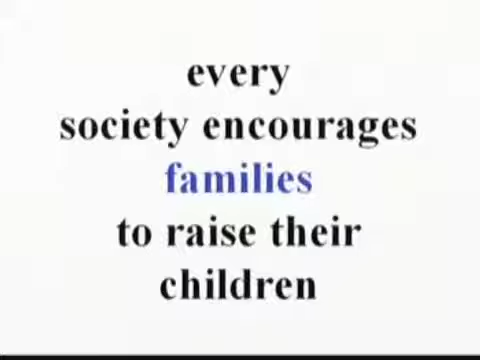 every
society encourages
families
to raise their
children